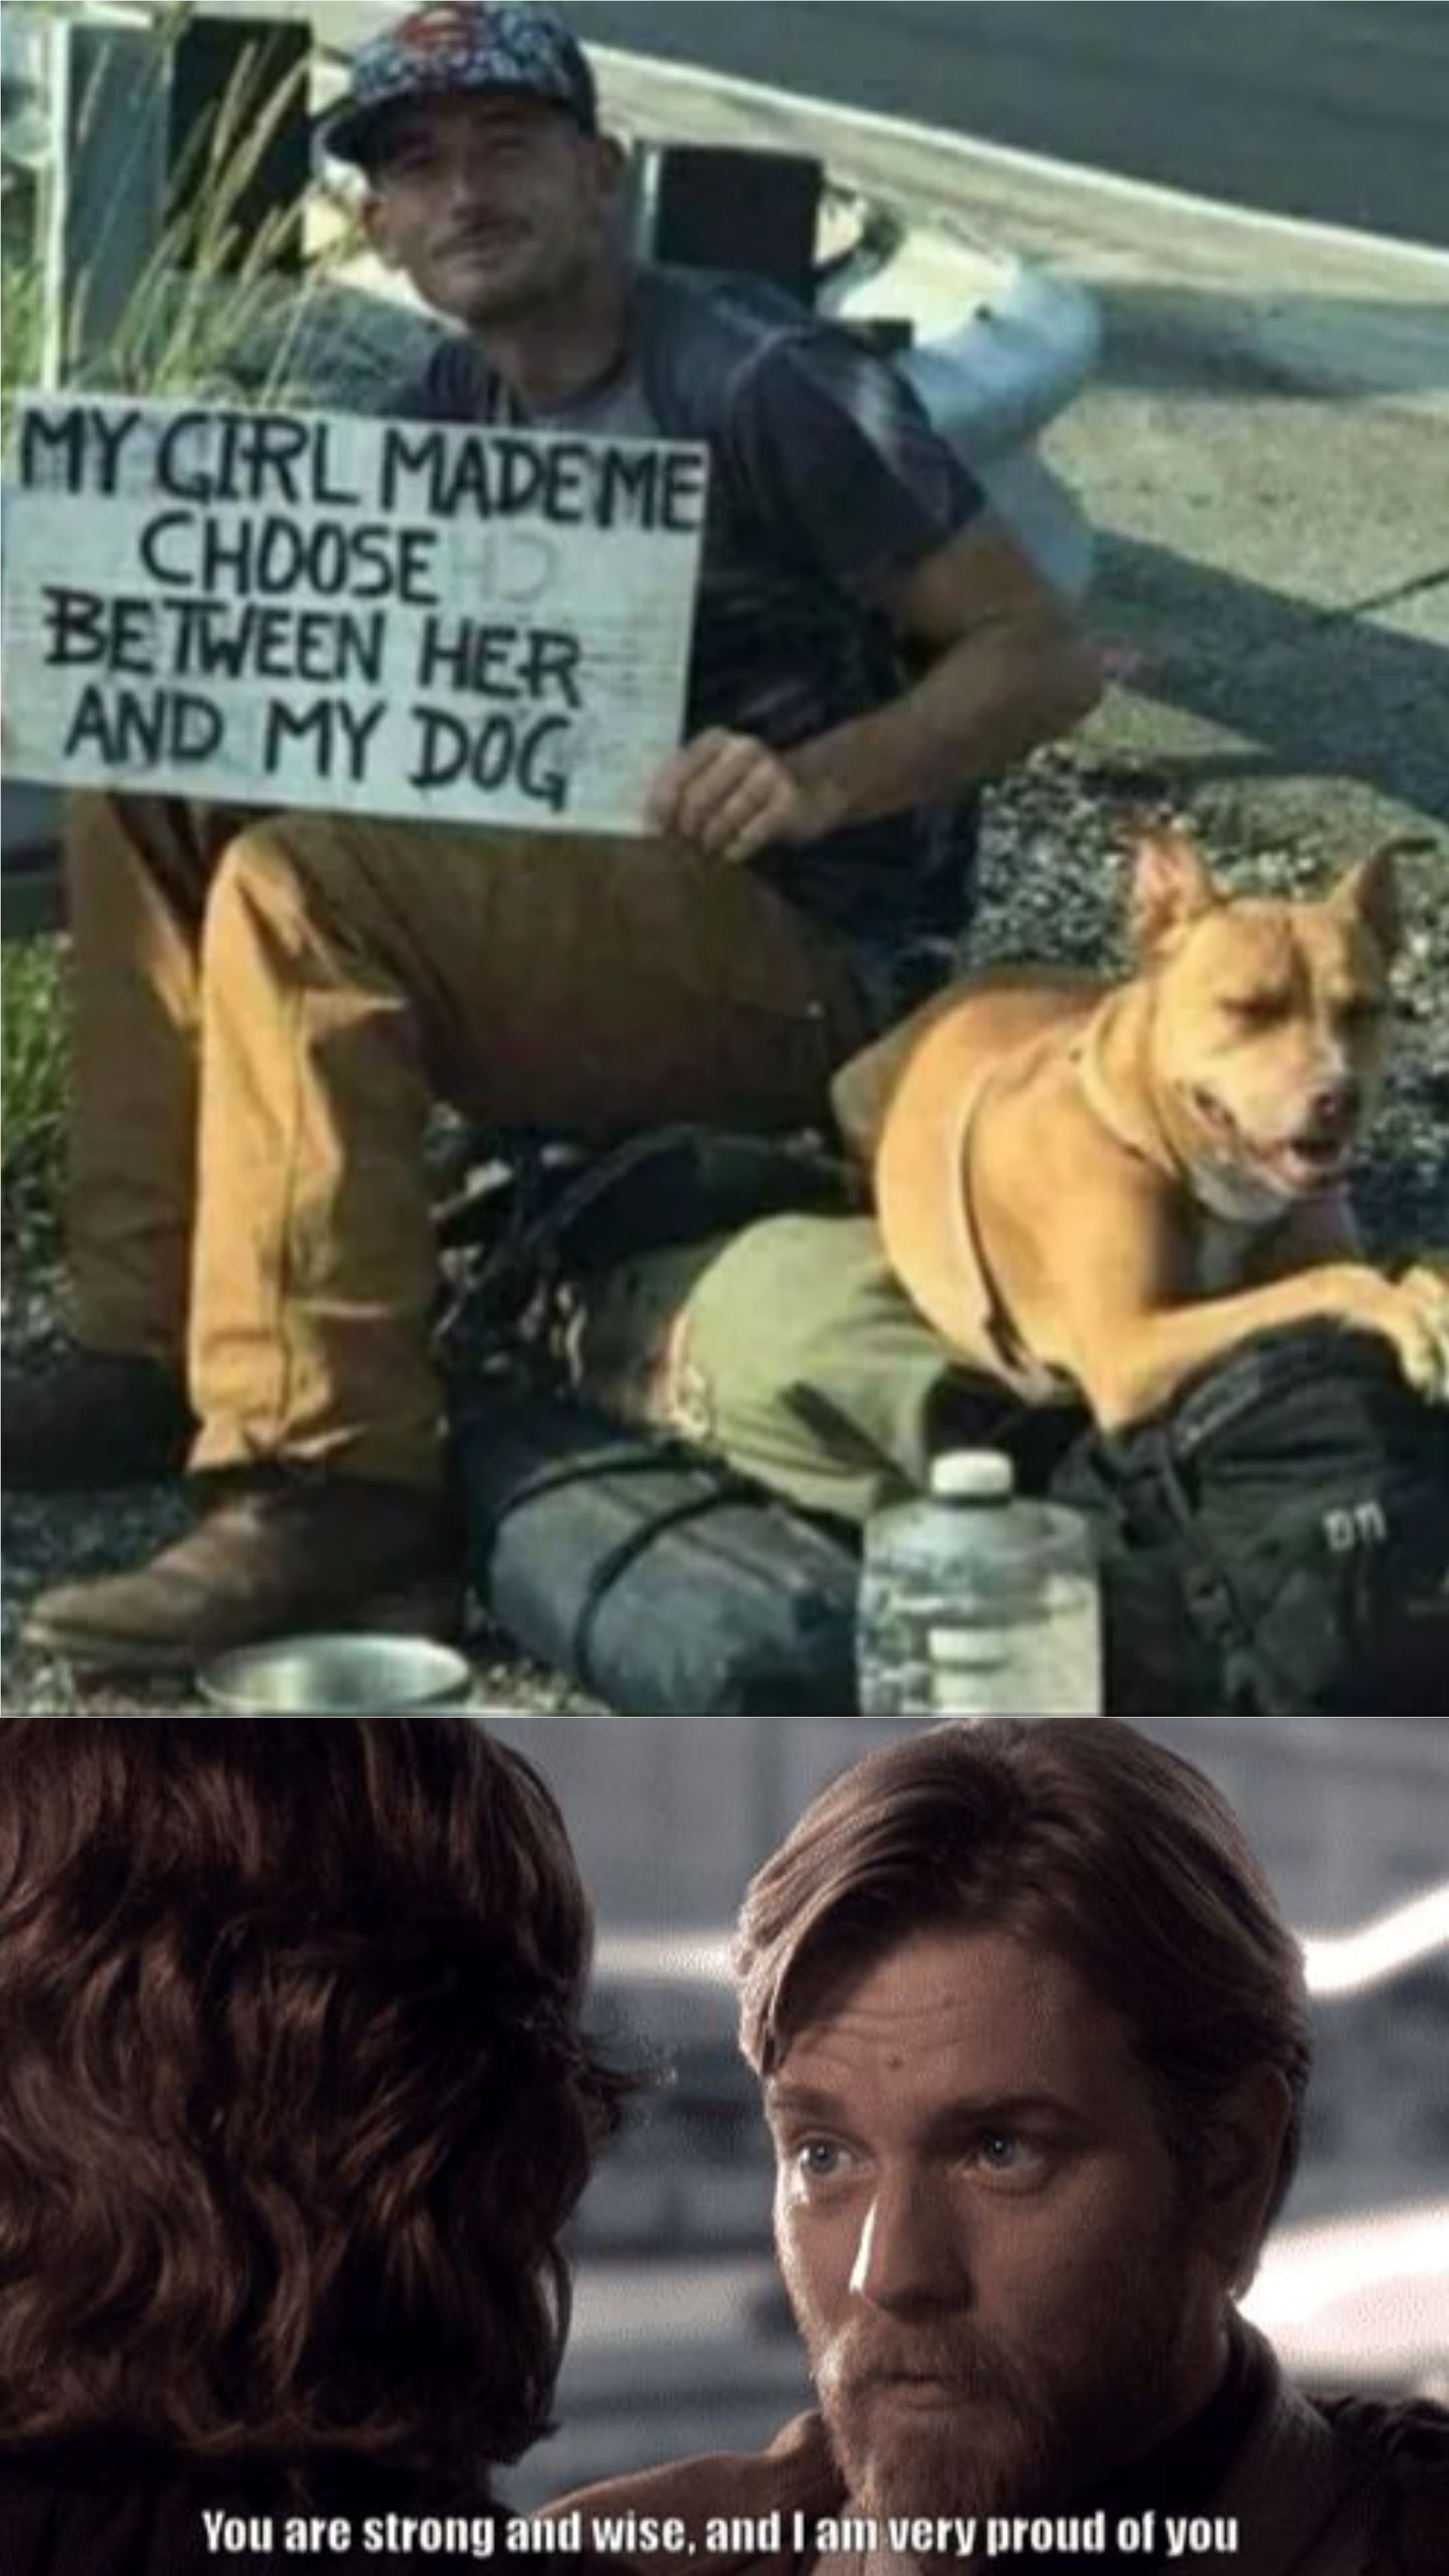 MY GIRL MADE ME
CHOOSE
BETWEEN HER
AND MY DOG
You are strong and wise, and I am very proud of you